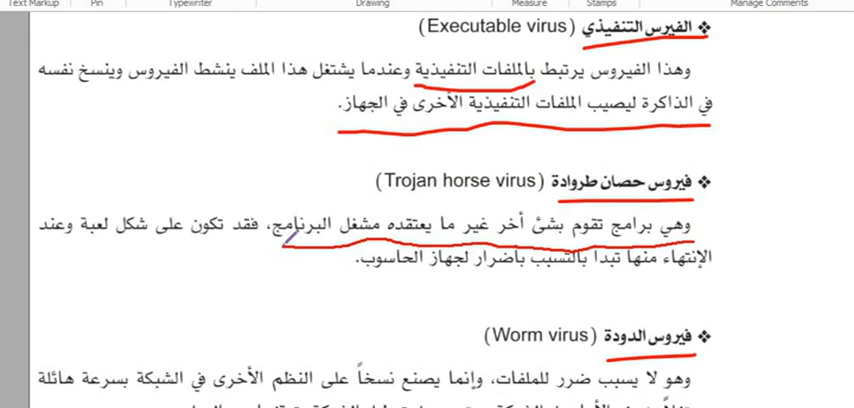 Text Markup Pin Typewriter Drawing Measure Stamps Manage Comments
❖ الفيرس التنفيذي (Executable virus)
وهذا الفيروس يرتبط بالملفات التنفيذية وعندما يشتغل هذا الملف ينشط الفيروس وينسخ نفسه
في الذاكرة ليصيب الملفات التنفيذية الأخرى في الجهاز.
❖ فيروس حصان طروادة (Trojan horse virus)
وهي برامج تقوم بشئ أخر غير ما يعتقده مشغل البرنامج، فقد تكون على شكل لعبة وعند
الإنتهاء منها تبدا بالتسبب باضرار لجهاز الحاسوب.
❖ فيروس الدودة (Worm virus)
وهو لا يسبب ضرر للملفات، وانما يصنع نسخاً على النظم الأخرى في الشبكة بسرعة هائلة